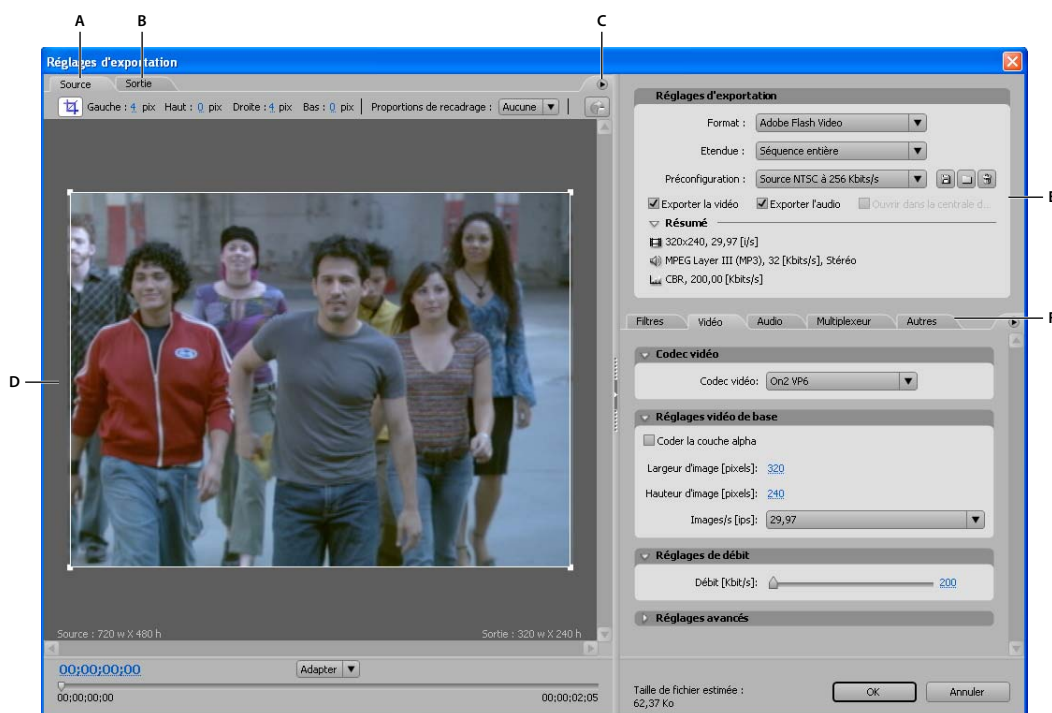 A B C
Réglages d'exportation
Source Sortie
Gauche : 4 pix Haut : 0 pix Droite : 4 pix Bas : 0 pix Proportions de recadrage : Aucune
D
Source : 720 w X 480 h Sortie : 320 w X 240 h
00;00;00;00 Adapter
00;00;00;00 00;00;02;05
Réglages d'exportation
Format : Adobe Flash Video
Etendue : Séquence entière
Préconfiguration : Source NTSC à 256 Kbits/s
E
Exporter la vidéo Exporter l'audio Ouvrir dans la centrale d...
Résumé
320x240, 29,97 [i/s]
MPEG Layer III (MP3), 32 [Kbits/s], Stéréo
CBR, 200,00 [Kbits/s]
Filtres Vidéo Audio Multiplexeur Autres
F
Codec vidéo
Codec vidéo: On2 VP6
Réglages vidéo de base
Coder la couche alpha
Largeur d'image [pixels]: 320
Hauteur d'image [pixels]: 240
Images/s [ips]: 29,97
Réglages de débit
Débit [Kbit/s]: 200
Réglages avancés
Taille de fichier estimée :
62,37 Ko
OK Annuler